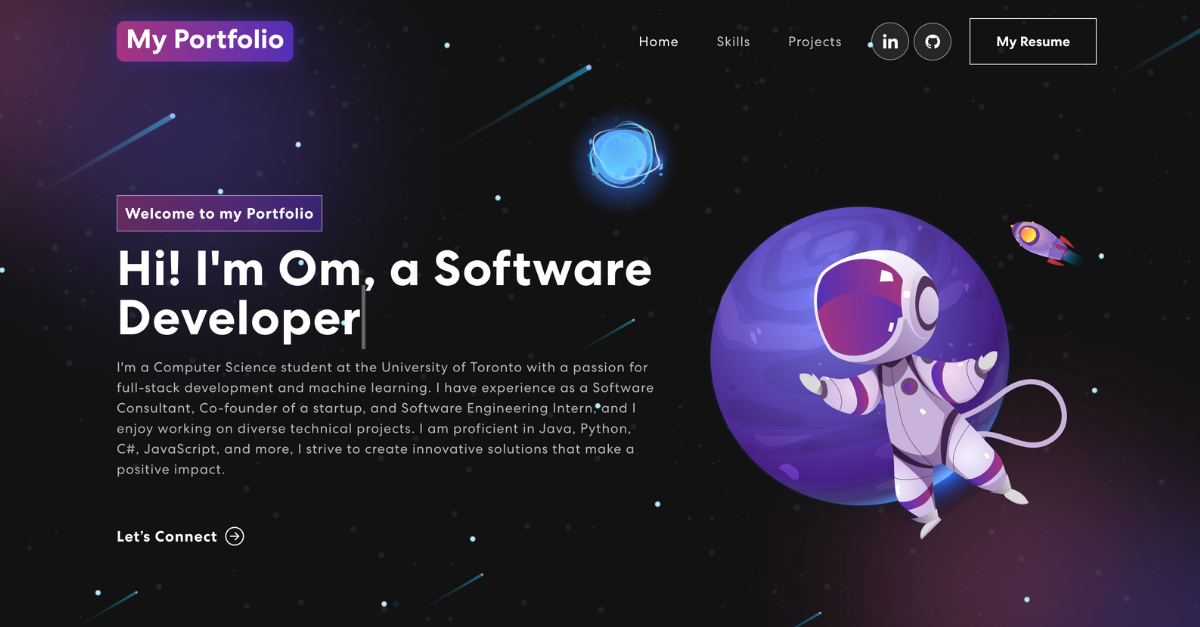 My Portfolio
Home
Skills
Projects
in
My Resume
Welcome to my Portfolio
Hi! I'm Om, a Software
Developer
I'm a Computer Science student at the University of Toronto with a passion for
full-stack development and machine learning. I have experience as a Software
Consultant, Co-founder of a startup, and Software Engineering Intern, and I
enjoy working on diverse technical projects. I am proficient in Java, Python,
C#, JavaScript, and more, I strive to create innovative solutions that make a
positive impact.
Let's Connect